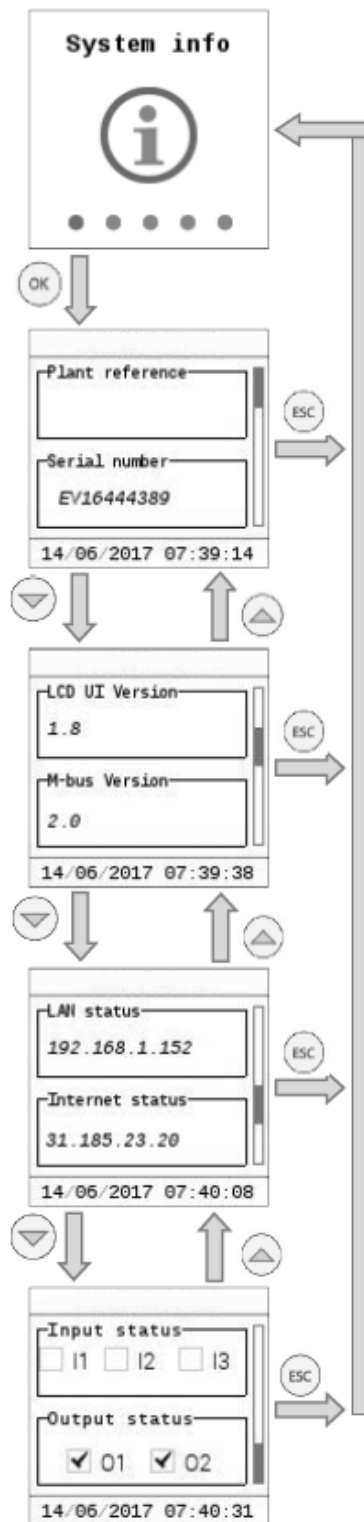 System info
OK
Plant reference
ESC
Serial number
EV16444389
14/06/2017 07:39:14
LCD UI Version
1.8
ESC
M-bus Version
2.0
14/06/2017 07:39:38
LAN status
192.168.1.152
ESC
Internet status
31.185.23.20
14/06/2017 07:40:08
Input status
I1 I2 I3
ESC
Output status
O1 O2
14/06/2017 07:40:31